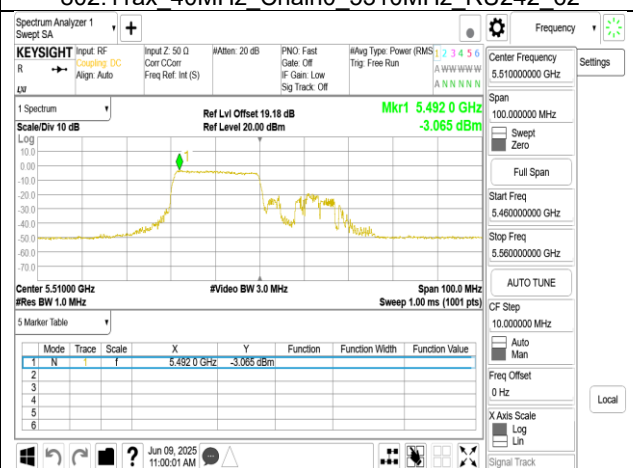 802.11ax_40MHz_Chain0_5510MHz_RU242_62
Spectrum Analyzer 1
Swept SA
+
Frequency
KEYSIGHT
R
Input: RF
Coupling: DC
Align: Auto
Input Z: 50 Ω
Corr CCorr
Freq Ref: Int (S)
#Atten: 20 dB
PNO: Fast
Gate: Off
IF Gain: Low
Sig Track: Off
#Avg Type: Power (RMS
Trig: Free Run
1 2 3 4 5 6
A W W W W W
A N N N N N
1 Spectrum
Scale/Div 10 dB
Log
Ref Lvl Offset 19.18 dB
Ref Level 20.00 dBm
Mkr1 5.492 0 GHz
-3.065 dBm
1
10.0
0.00
-10.0
-20.0
-30.0
-40.0
-50.0
-60.0
-70.0
Center 5.51000 GHz
#Res BW 1.0 MHz
#Video BW 3.0 MHz
Span 100.0 MHz
Sweep 1.00 ms (1001 pts)
5 Marker Table
Mode Trace Scale X Y Function Function Width Function Value
1 N 1 f 5.492 0 GHz -3.065 dBm
2
3
4
5
6
Jun 09, 2025
11:00:01 AM
Center Frequency
5.510000000 GHz
Settings
Span
100.000000 MHz
Swept
Zero
Full Span
Start Freq
5.460000000 GHz
Stop Freq
5.560000000 GHz
AUTO TUNE
CF Step
10.000000 MHz
Auto
Man
Freq Offset
0 Hz
Local
X Axis Scale
Log
Lin
Signal Track